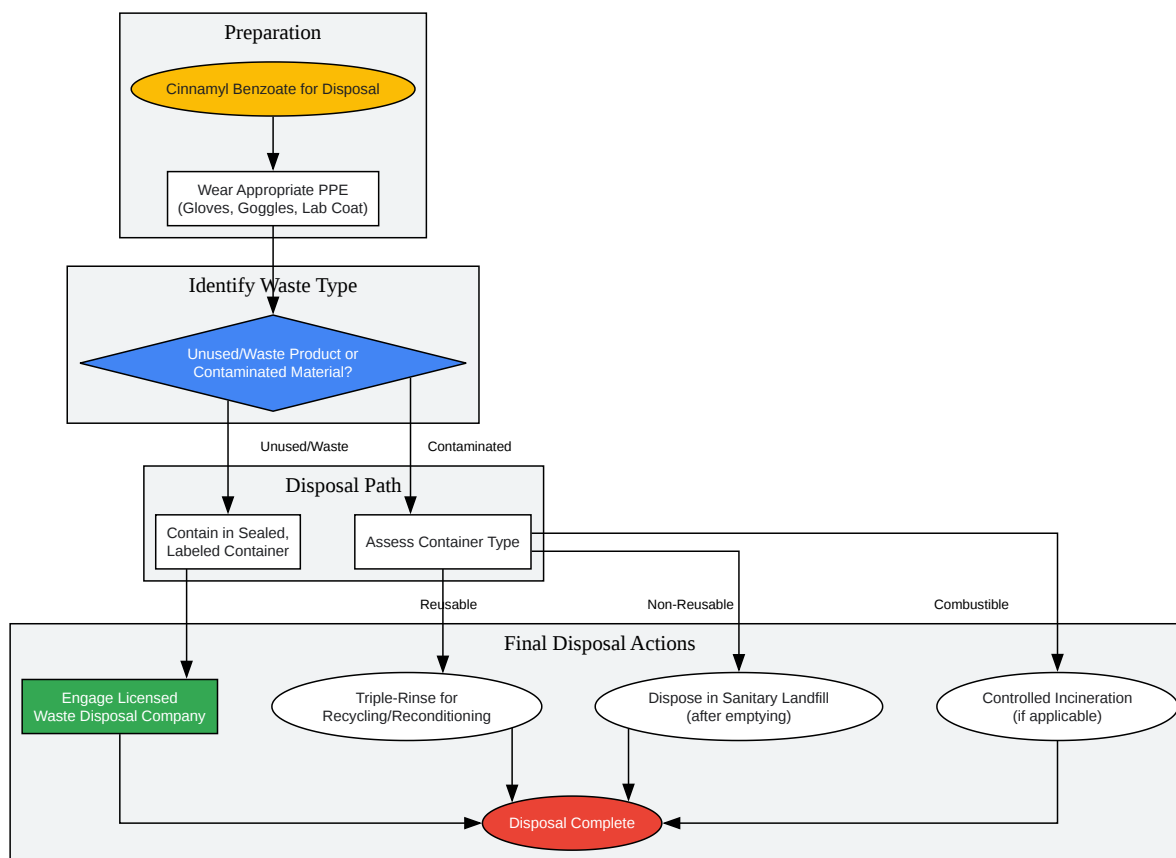 Preparation
Cinnamyl Benzoate for Disposal
Wear Appropriate PPE
(Gloves, Goggles, Lab Coat)
Identify Waste Type
Unused/Waste Product or
Contaminated Material?
Unused/Waste
Contaminated
Disposal Path
Contain in Sealed,
Labeled Container
Assess Container Type
Reusable
Non-Reusable
Combustible
Final Disposal Actions
Engage Licensed
Waste Disposal Company
Triple-Rinse for
Recycling/Reconditioning
Dispose in Sanitary Landfill
(after emptying)
Controlled Incineration
(if applicable)
Disposal Complete